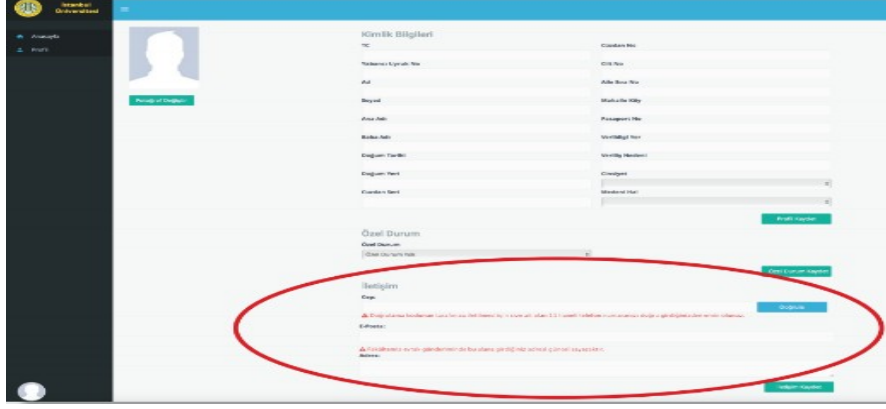 İstanbul
Üniversitesi
Anasayfa
Profil
Fotoğraf Değiştir
Kimlik Bilgileri
TC
Cüzdan No
Yabancı Uyruk No
Cilt No
Ad
Aile Sıra No
Soyad
Mahalle Köy
Ana Adı
Pasaport No
Baba Adı
Verildiği Yer
Doğum Tarihi
Veriliş Nedeni
Doğum Yeri
Cinsiyet
Cüzdan Seri
Medeni Hal
Profil Kaydet
Özel Durum
Özel Durum
Özel Durum Yok
Özel Durum Kaydet
İletişim
Cep:
Doğrula
E-Posta:
Adres:
İletişim Kaydet